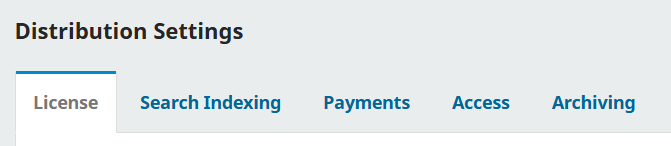 Distribution Settings
License Search Indexing Payments Access Archiving